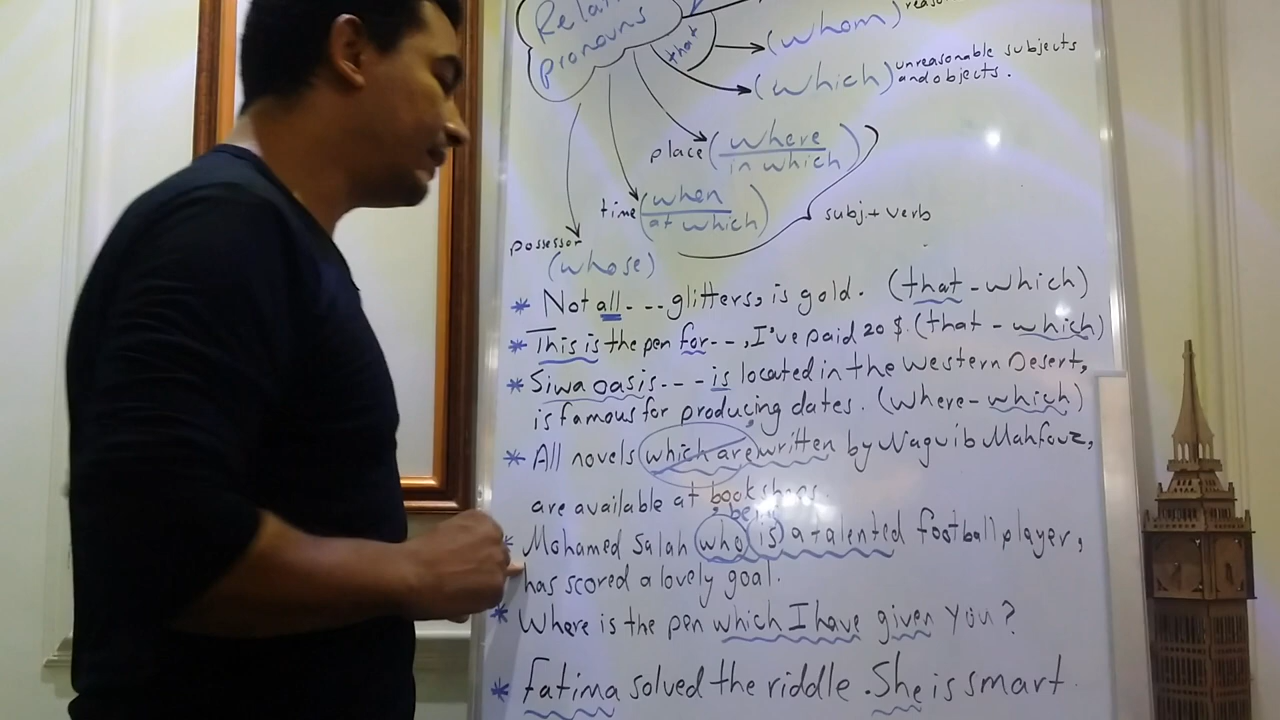 pronouns
that
(whom)
(which) unreasonable subjects
and objects.
place (where
in which)
time (when
at which)
subj + verb
possessor
(whose)
* Not all --- glitters, is gold. (that - which)
* This is the pen for --, I've paid 20 $. (that - which)
* Siwa oasis --- is located in the Western Desert,
is famous for producing dates. (where - which)
* All novels which are written by Naguib Mahfouz,
are available at bookshops.
being
* Mohamed Salah who is a talented football player,
has scored a lovely goal.
* Where is the pen which I have given you?
* Fatima solved the riddle. She is smart